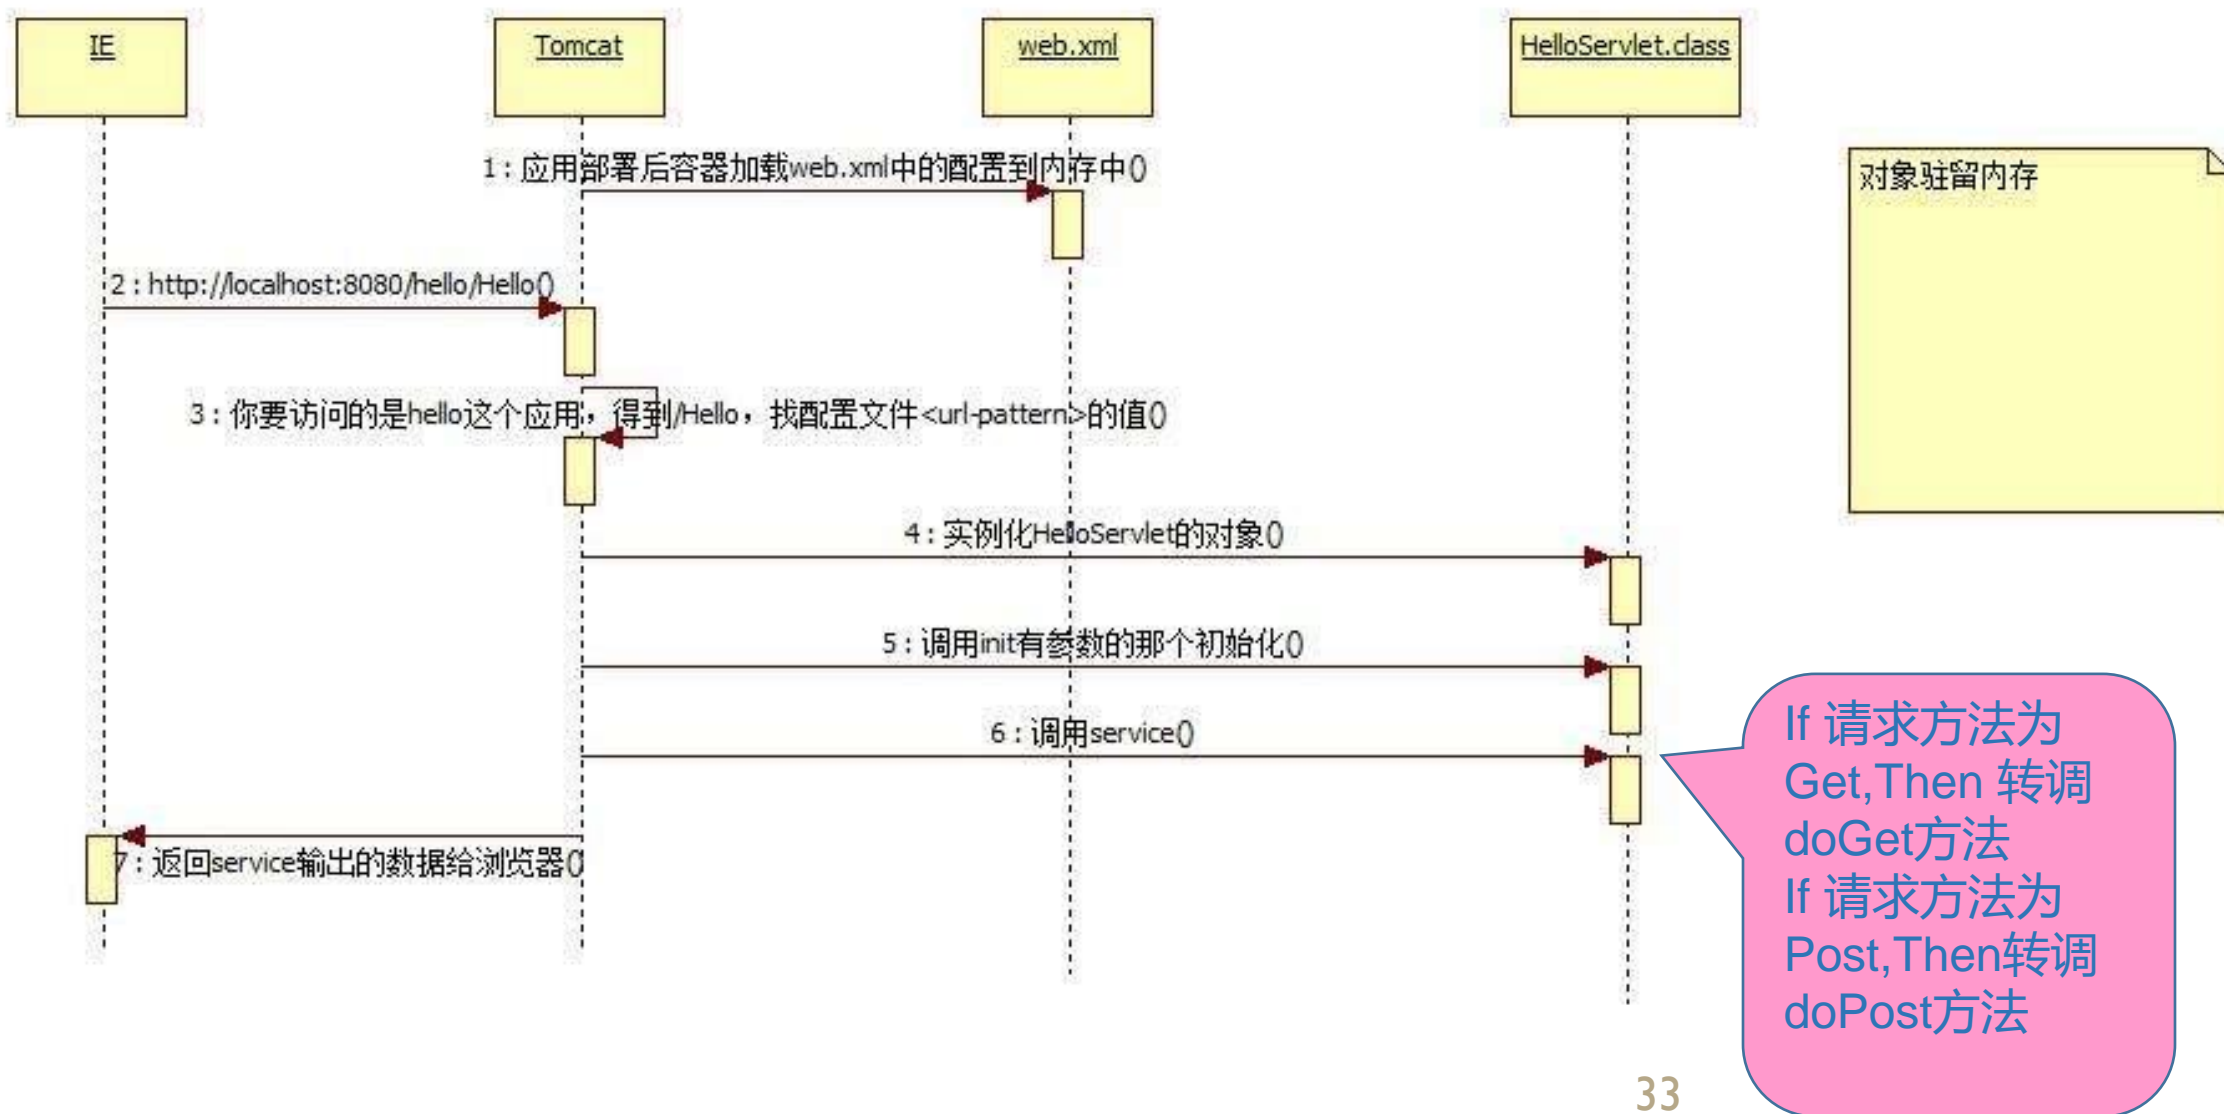 IE
Tomcat
web.xml
HelloServlet.class
1 : 应用部署后容器加载web.xml中的配置到内存中()
对象驻留内存
2 : http://localhost:8080/hello/Hello()
3 : 你要访问的是hello这个应用，得到/Hello，找配置文件<url-pattern>的值()
4 : 实例化HelloServlet的对象()
5 : 调用init有参数的那个初始化()
6 : 调用service()
7 : 返回service输出的数据给浏览器()
If 请求方法为
Get,Then 转调
doGet方法
If 请求方法为
Post,Then转调
doPost方法
33